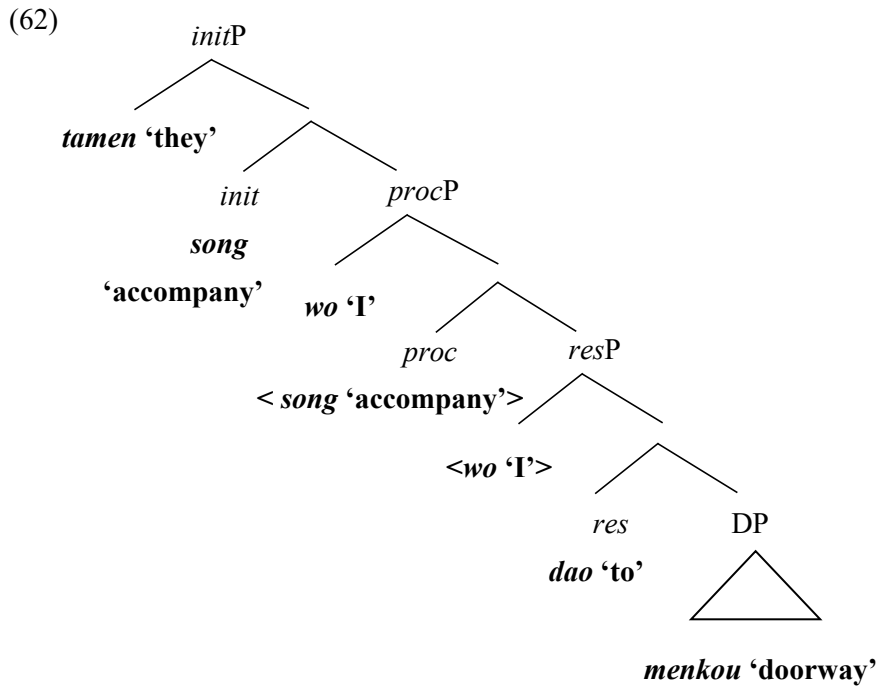 (62)
initP
tamen ‘they’
init procP
song
‘accompany’ wo ‘I’
proc resP
< song ‘accompany’>
<wo ‘I’>
res DP
dao ‘to’
menkou ‘doorway’